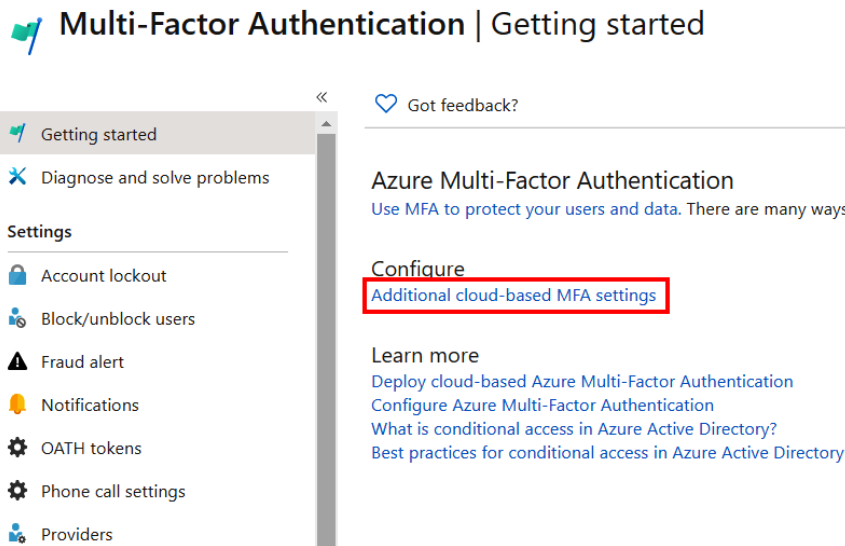 Multi-Factor Authentication | Getting started
«
Getting started
Diagnose and solve problems
Settings
Account lockout
Block/unblock users
Fraud alert
Notifications
OATH tokens
Phone call settings
Providers
Got feedback?
Azure Multi-Factor Authentication
Use MFA to protect your users and data. There are many ways
Configure
Additional cloud-based MFA settings
Learn more
Deploy cloud-based Azure Multi-Factor Authentication
Configure Azure Multi-Factor Authentication
What is conditional access in Azure Active Directory?
Best practices for conditional access in Azure Active Directory